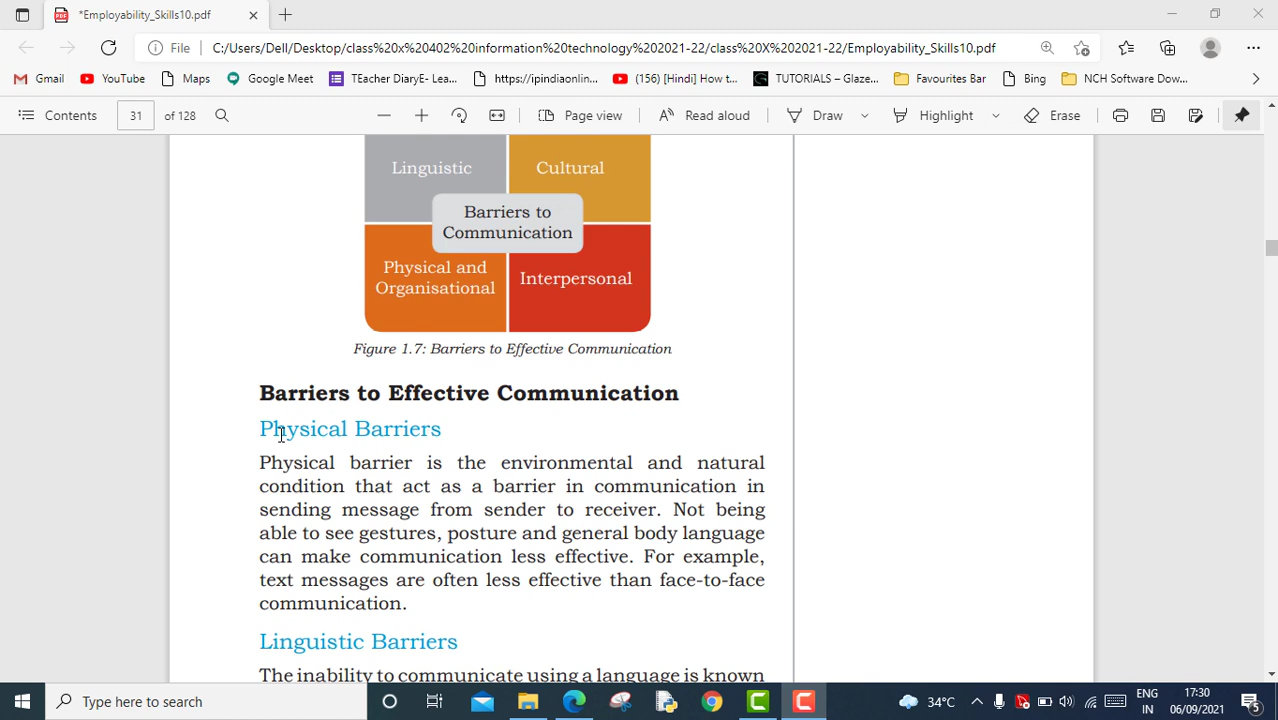 *Employability_Skills10.pdf
File
C:/Users/Dell/Desktop/class%20x%20402%20information%20technology%202021-22/class%20X%2021-22/Employability_Skills10.pdf
Gmail YouTube Maps Google Meet TEacher DiaryE- Lea... https://ipindiaonlin... (156) [Hindi] How t... TUTORIALS – Glaze... Favourites Bar Bing NCH Software Dow...
Contents 31 of 128 Page view Read aloud Draw Highlight Erase
Linguistic Cultural
Barriers to
Communication
Physical and
Organisational
Interpersonal
Figure 1.7: Barriers to Effective Communication
Barriers to Effective Communication
Physical Barriers
Physical barrier is the environmental and natural
condition that act as a barrier in communication in
sending message from sender to receiver. Not being
able to see gestures, posture and general body language
can make communication less effective. For example,
text messages are often less effective than face-to-face
communication.
Linguistic Barriers
The inability to communicate using a language is known
Type here to search
34°C
ENG
IN
17:30
06/09/2021
5